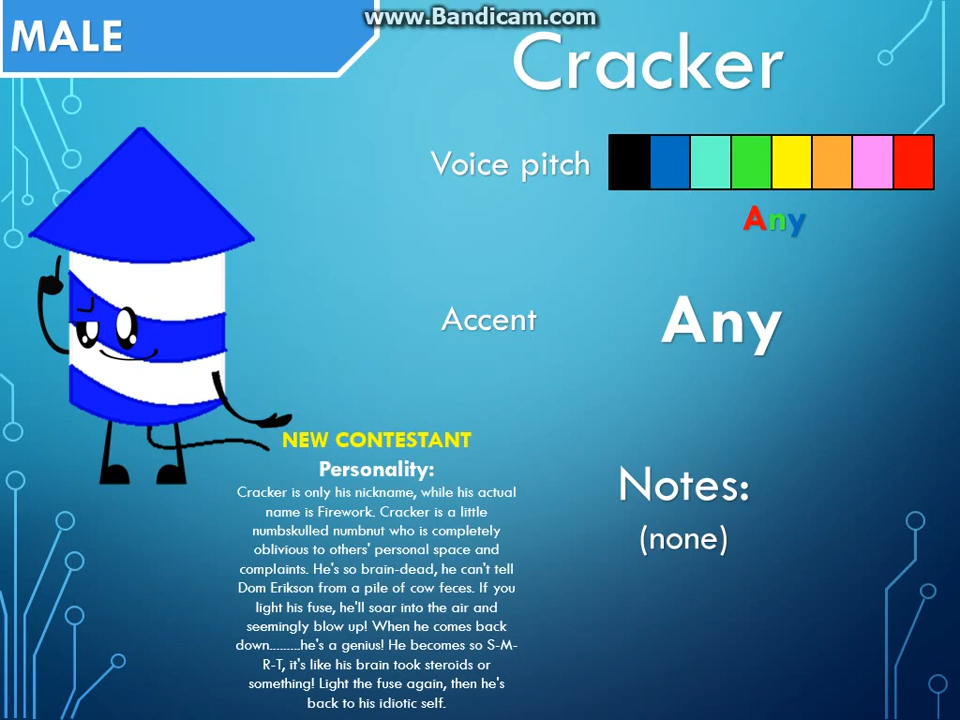 www.Bandicam.com
MALE
Cracker
Voice pitch
Any
Accent
Any
NEW CONTESTANT
Personality:
Cracker is only his nickname, while his actual
name is Firework. Cracker is a little
numbskulled numbnut who is completely
oblivious to others' personal space and
complaints. He's so brain-dead, he can't tell
Dom Erikson from a pile of cow feces. If you
light his fuse, he'll soar into the air and
seemingly blow up! When he comes back
down.........he's a genius! He becomes so S-M-
R-T, it's like his brain took steroids or
something! Light the fuse again, then he's
back to his idiotic self.
Notes:
(none)